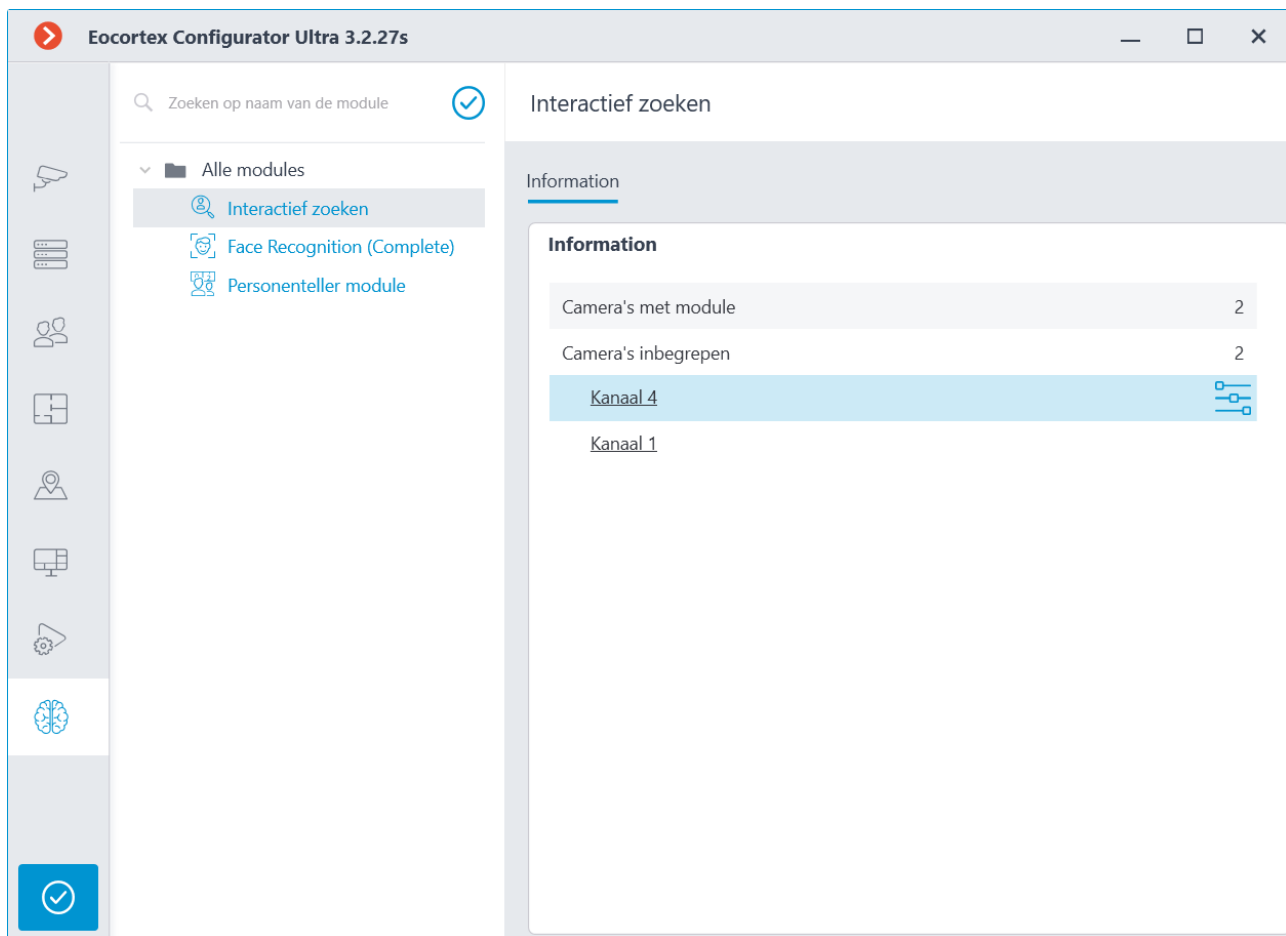 Eocortex Configurator Ultra 3.2.27s
Zoeken op naam van de module
Alle modules
Interactief zoeken
Face Recognition (Complete)
Personenteller module
Interactief zoeken
Information
Information
Camera's met module 2
Camera's inbegrepen 2
Kanaal 4
Kanaal 1